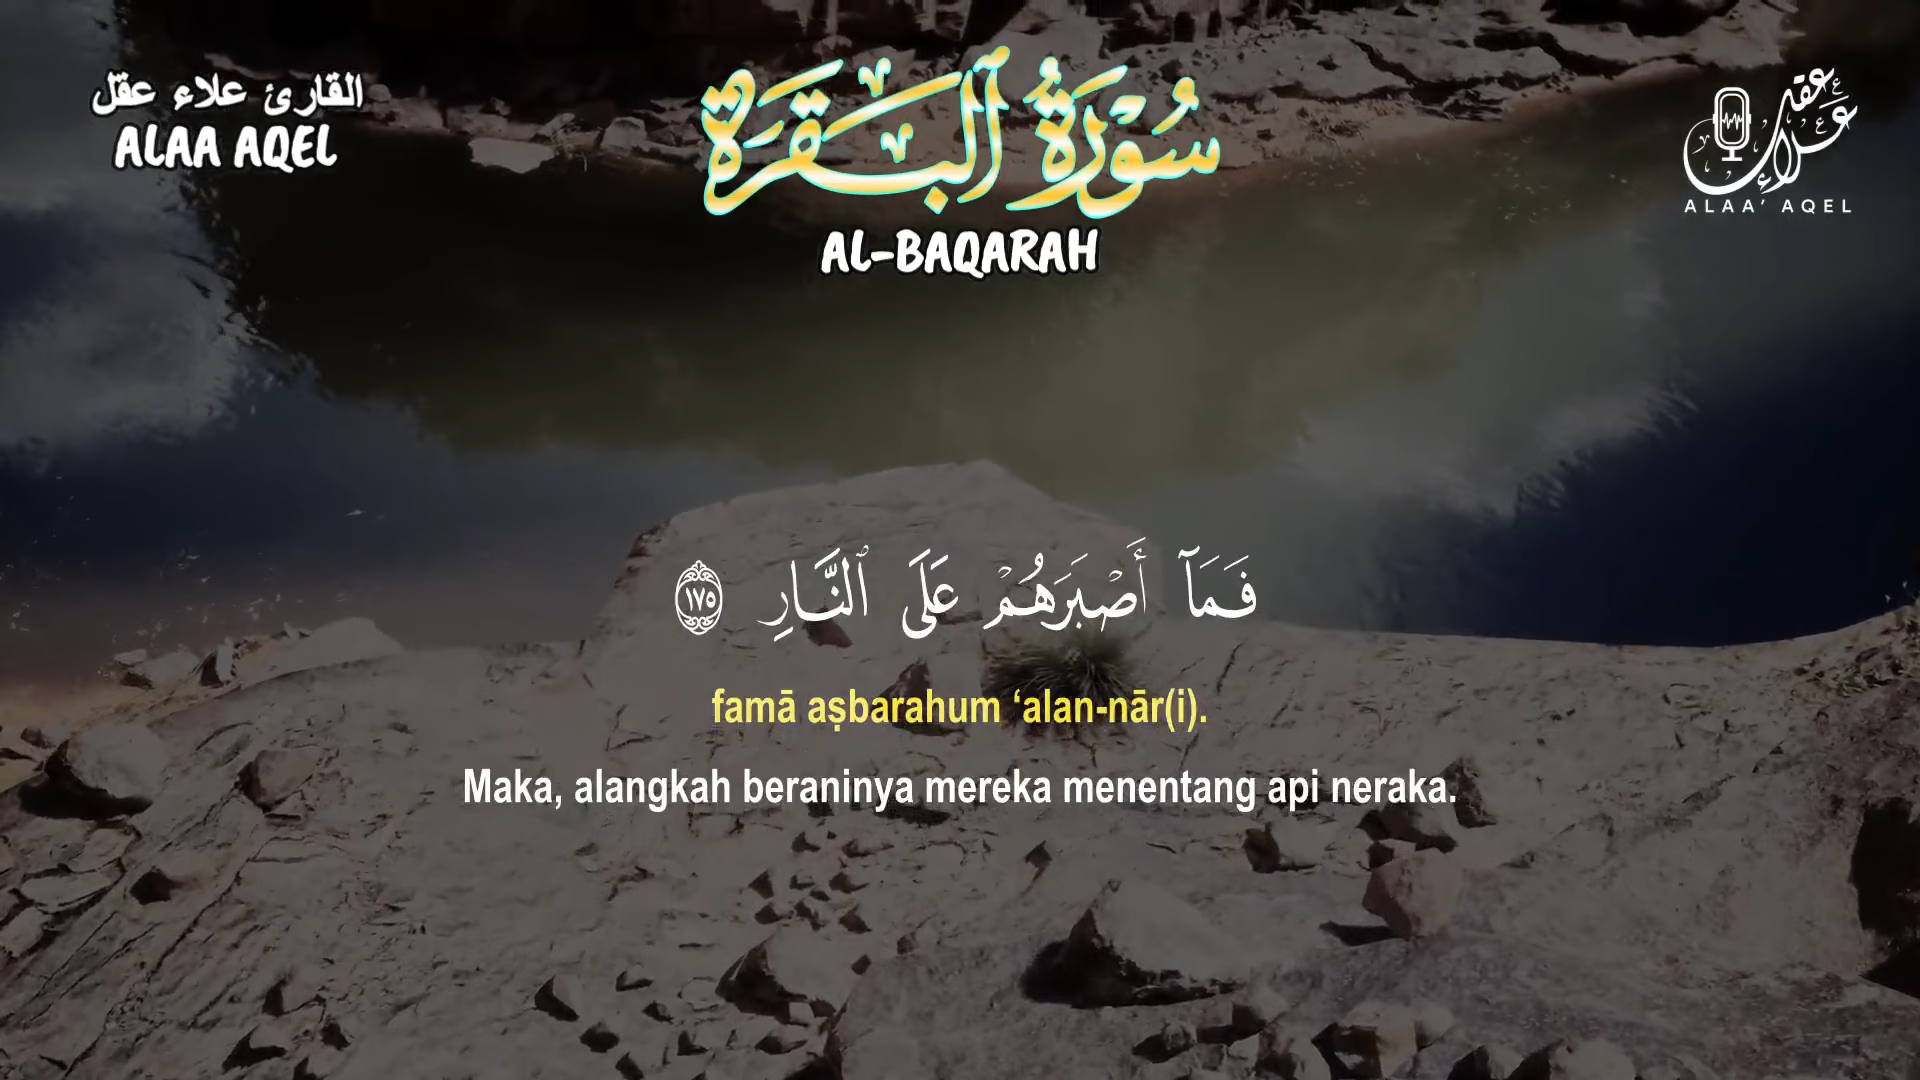 القارئ علاء عقل
ALAA AQEL
سُورَةُ ٱلْبَقَرَةِ
AL-BAQARAH
علاء عقل
ALAA' AQEL
فَمَآ أَصْبَرَهُمْ عَلَى ٱلنَّارِ ١٧٥
famā aṣbarahum ‘alan-nār(i).
Maka, alangkah beraninya mereka menentang api neraka.